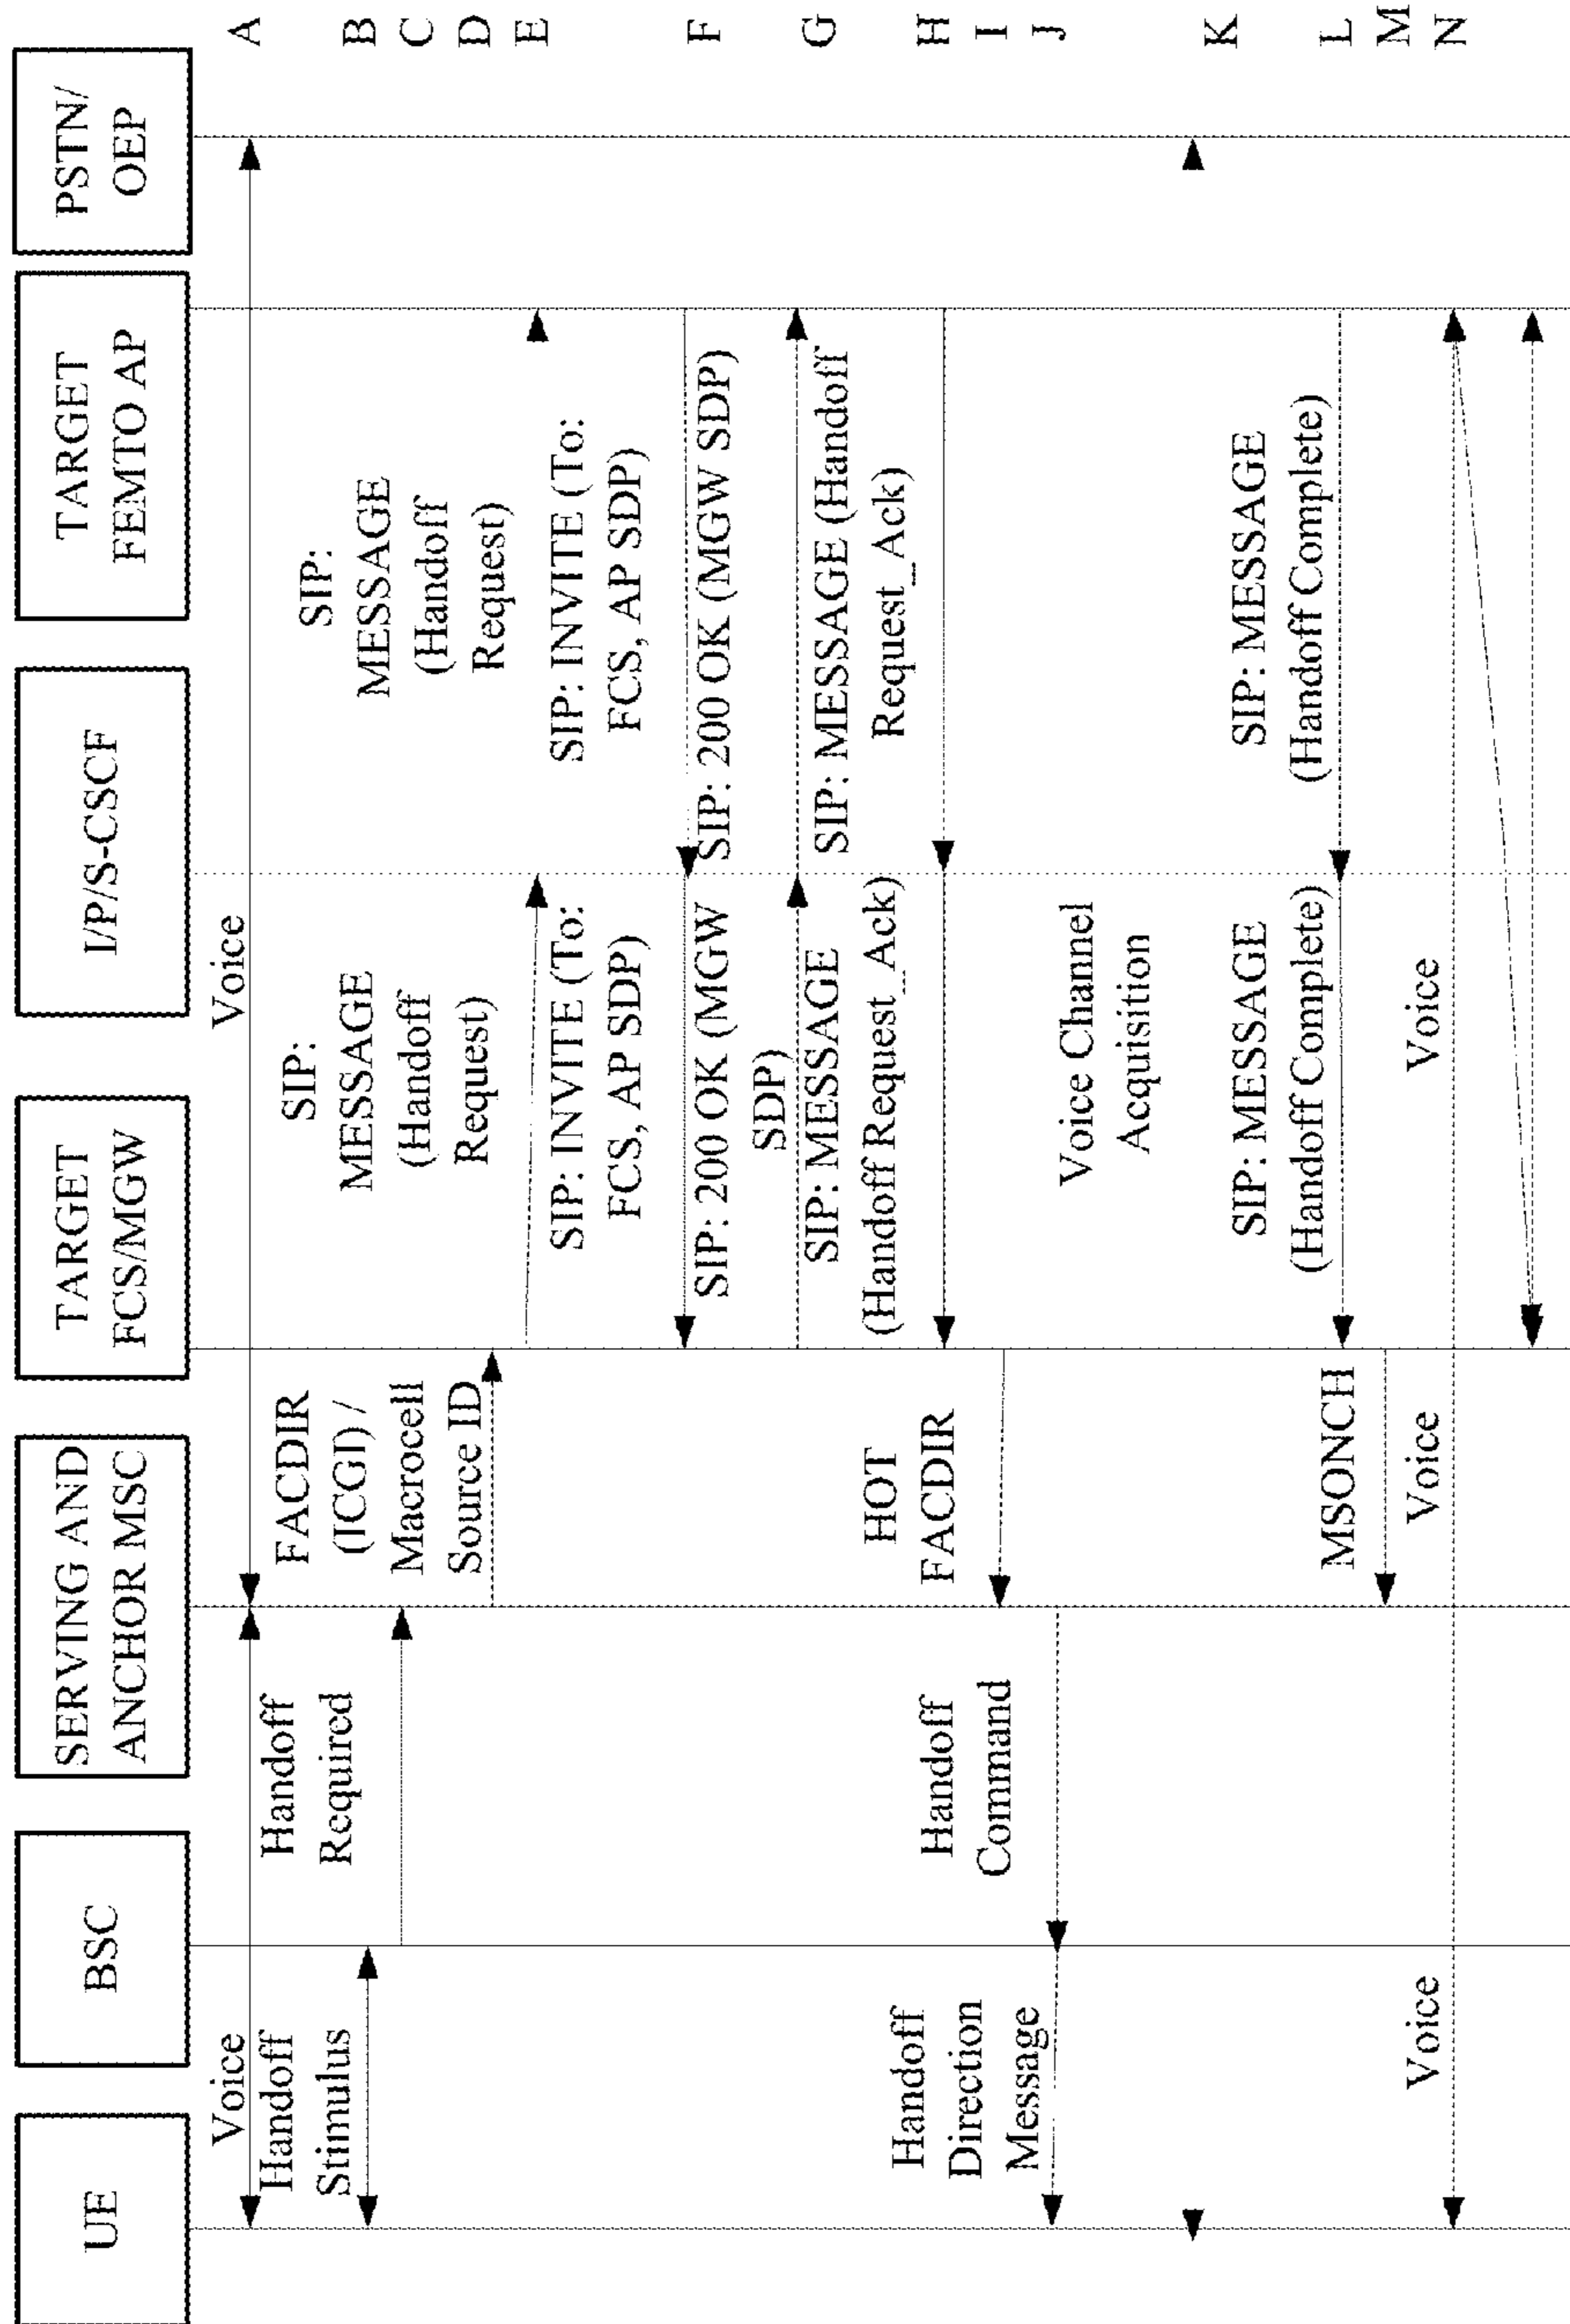 UE
BSC
SERVING AND
ANCHOR MSC
TARGET
FCS/MGW
I/P/S-CSCF
TARGET
FEMTO AP
PSTN/
OEP
Voice
Voice
A
Handoff
Stimulus
B
Handoff
Required
C
FACDIR
(ICGI) /
Macrocell
Source ID
D
SIP:
MESSAGE
(Handoff
Request)
SIP:
MESSAGE
(Handoff
Request)
E
SIP: INVITE (To:
FCS, AP SDP)
SIP: INVITE (To:
FCS, AP SDP)
F
SIP: 200 OK (MGW
SDP)
SIP: 200 OK (MGW SDP)
G
SIP: MESSAGE
(Handoff Request_Ack)
SIP: MESSAGE (Handoff
Request_Ack)
H
HOT
FACDIR
I
Handoff
Direction
Message
Handoff
Command
J
Voice Channel
Acquisition
K
SIP: MESSAGE
(Handoff Complete)
SIP: MESSAGE
(Handoff Complete)
L
MSONCH
M
Voice
Voice
Voice
N